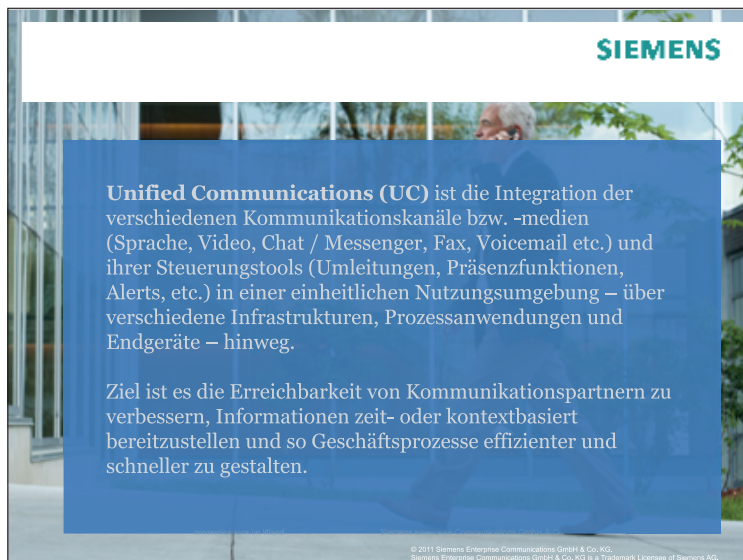 SIEMENS
Unified Communications (UC) ist die Integration der
verschiedenen Kommunikationskanäle bzw. -medien
(Sprache, Video, Chat / Messenger, Fax, Voicemail etc.) und
ihrer Steuerungstools (Umleitungen, Präsenzfunktionen,
Alerts, etc.) in einer einheitlichen Nutzungsumgebung – über
verschiedene Infrastrukturen, Prozessanwendungen und
Endgeräte – hinweg.
Ziel ist es die Erreichbarkeit von Kommunikationspartnern zu
verbessern, Informationen zeit- oder kontextbasiert
bereitzustellen und so Geschäftsprozesse effizienter und
schneller zu gestalten.
© 2011 Siemens Enterprise Communications GmbH & Co. KG.
Siemens Enterprise Communications GmbH & Co. KG is a Trademark Licensee of Siemens AG.